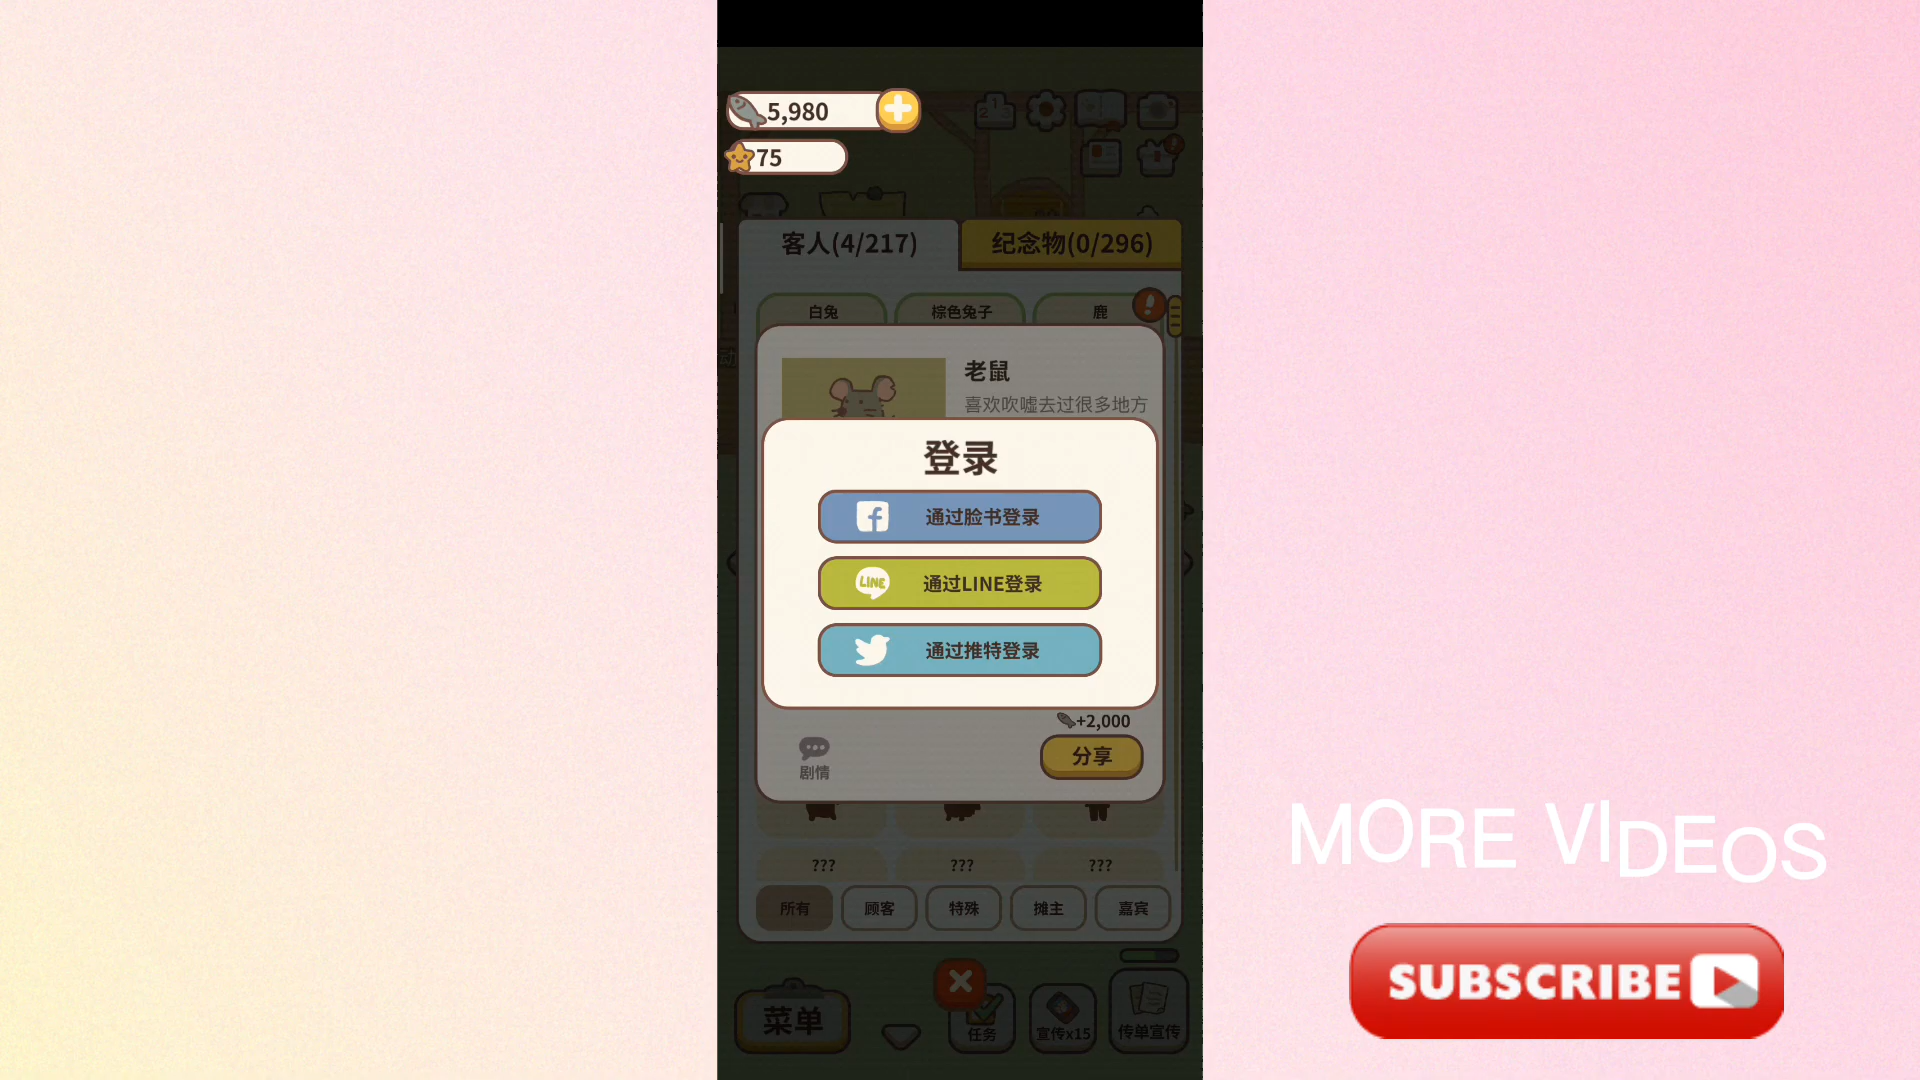 5,980
75
客人(4/217)
纪念物(0/296)
白兔
棕色兔子
鹿
老鼠
喜欢吹嘘去过很多地方
登录
通过脸书登录
LINE
通过LINE登录
通过推特登录
+2,000
剧情
分享
???
???
???
所有
顾客
特殊
摊主
嘉宾
菜单
任务
宣传x15
传单宣传
MORE VIDEOS
SUBSCRIBE